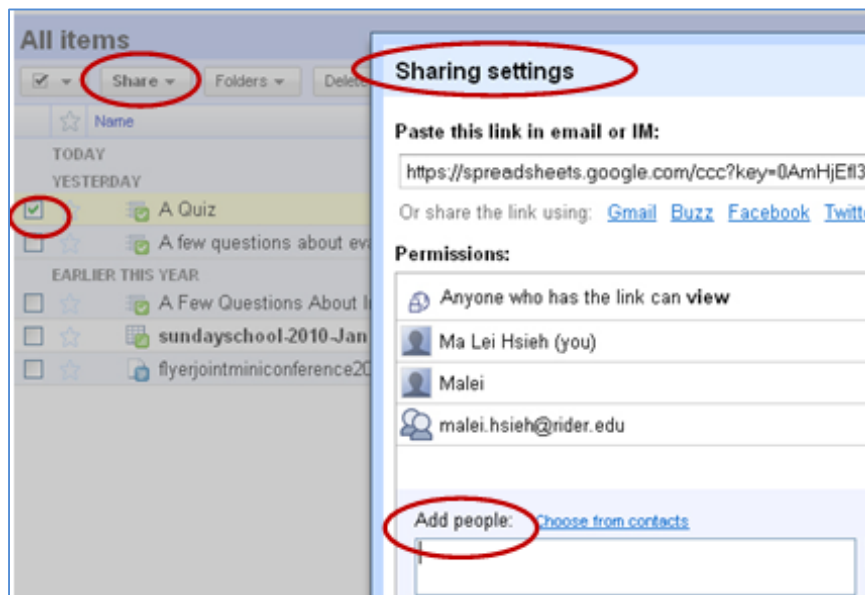 All items
Share
Folders
Delete
Name
TODAY
YESTERDAY
A Quiz
A few questions about
EARLIER THIS YEAR
A Few Questions About
sundayschool-2010-Jan
flyerjointminiconference20
Sharing settings
Paste this link in email or IM:
https://spreadsheets.google.com/ccc?key=0AmHjEfl3
Or share the link using: Gmail Buzz Facebook Twitt
Permissions:
Anyone who has the link can view
Ma Lei Hsieh (you)
Malei
malei.hsieh@rider.edu
Add people: Choose from contacts